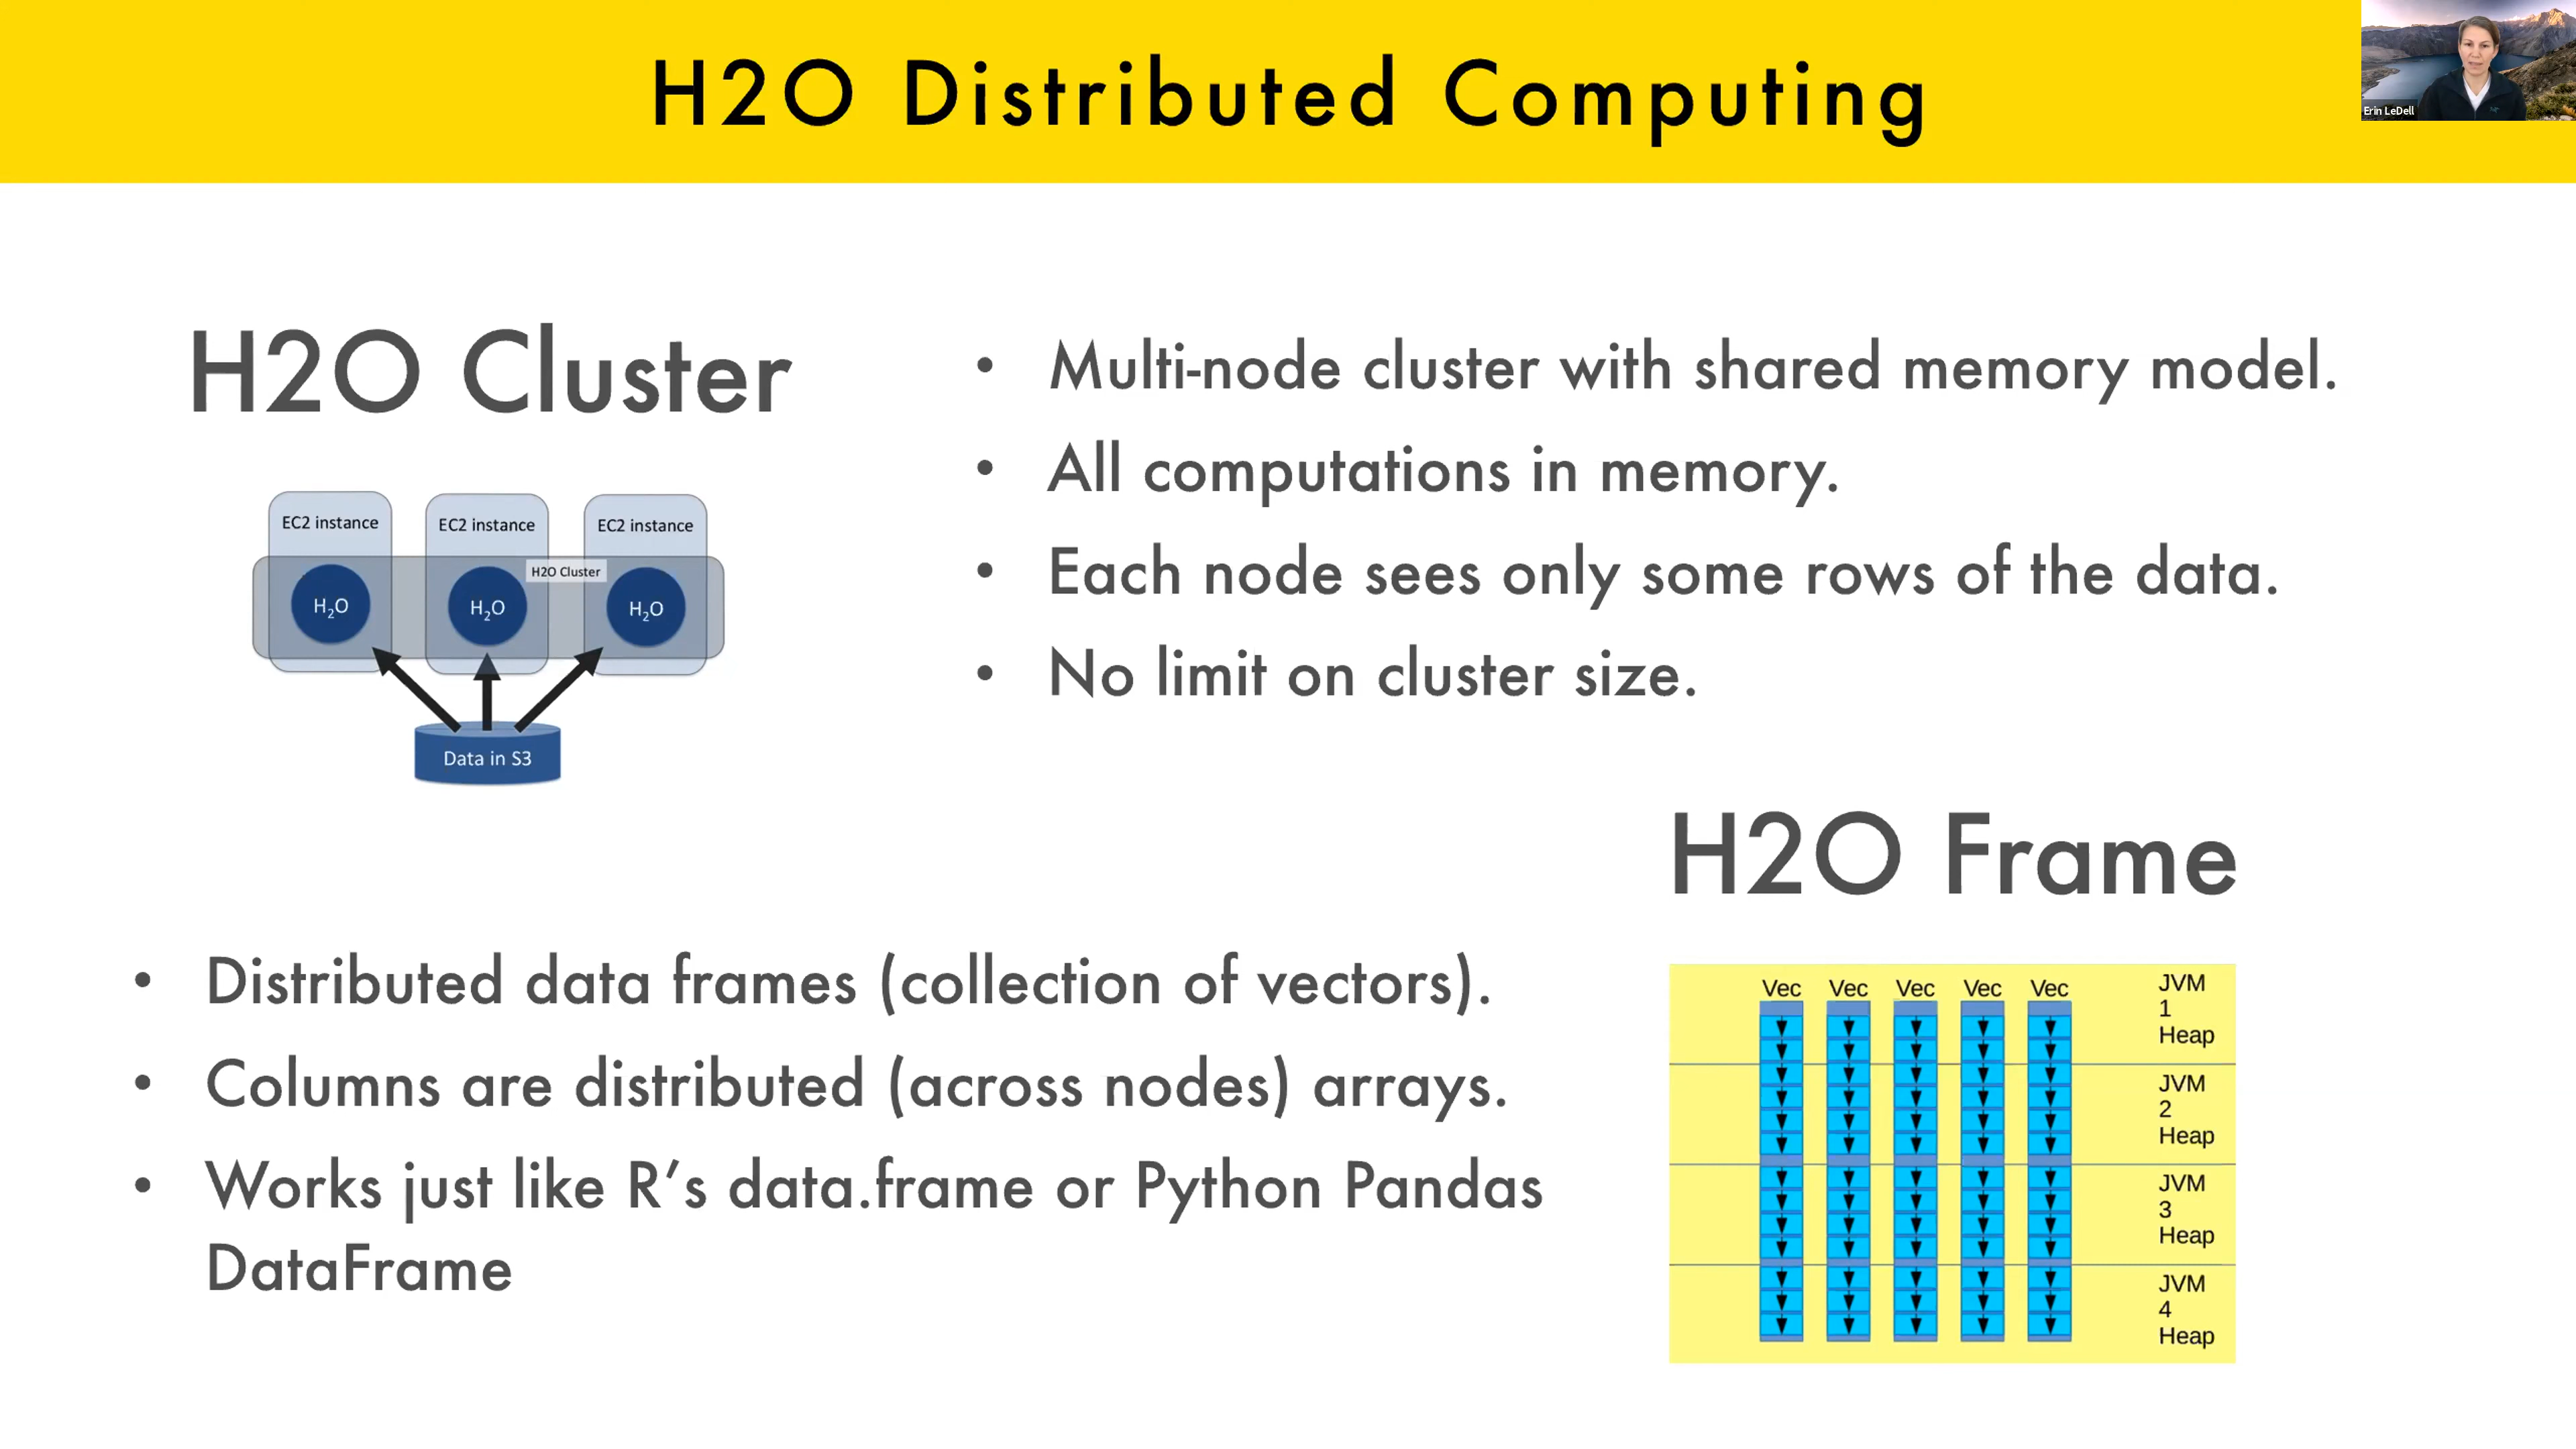 H2O Distributed Computing
Erin LeDell
H2O Cluster
EC2 instance
EC2 instance
EC2 instance
H2O Cluster
H₂O
H₂O
H₂O
Data in S3
• Multi-node cluster with shared memory model.
• All computations in memory.
• Each node sees only some rows of the data.
• No limit on cluster size.
H2O Frame
• Distributed data frames (collection of vectors).
• Columns are distributed (across nodes) arrays.
• Works just like R’s data.frame or Python Pandas
DataFrame
Vec Vec Vec Vec Vec
JVM
1
Heap
JVM
2
Heap
JVM
3
Heap
JVM
4
Heap